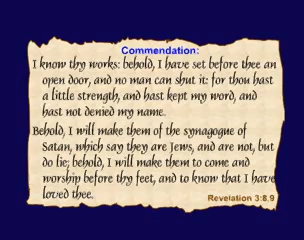 Commendation:
I know thy works: behold, I have set before thee an
open door, and no man can shut it: for thou hast
a little strength, and hast kept my word, and
hast not denied my name.
Behold, I will make them of the synagogue of
Satan, which say they are Jews, and are not, but
do lie; behold, I will make them to come and
worship before thy feet, and to know that I have
loved thee.
Revelation 3:8,9